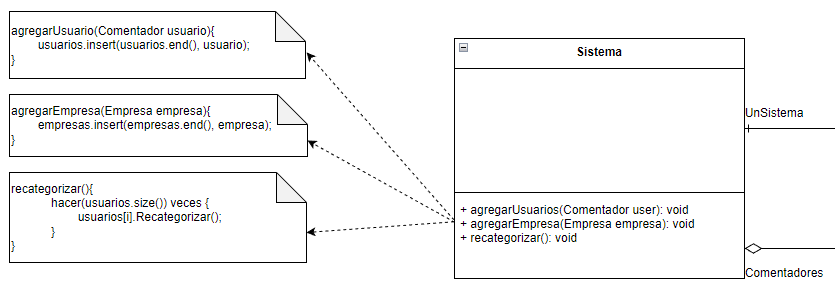 agregarUsuario(Comentador usuario){
usuarios.insert(usuarios.end(), usuario);
}
agregarEmpresa(Empresa empresa){
empresas.insert(empresas.end(), empresa);
}
recategorizar(){
hacer(usuarios.size()) veces {
usuarios[i].Recategorizar();
}
}
Sistema
+ agregarUsuarios(Comentador user): void
+ agregarEmpresa(Empresa empresa): void
+ recategorizar(): void
UnSistema
Comentadores